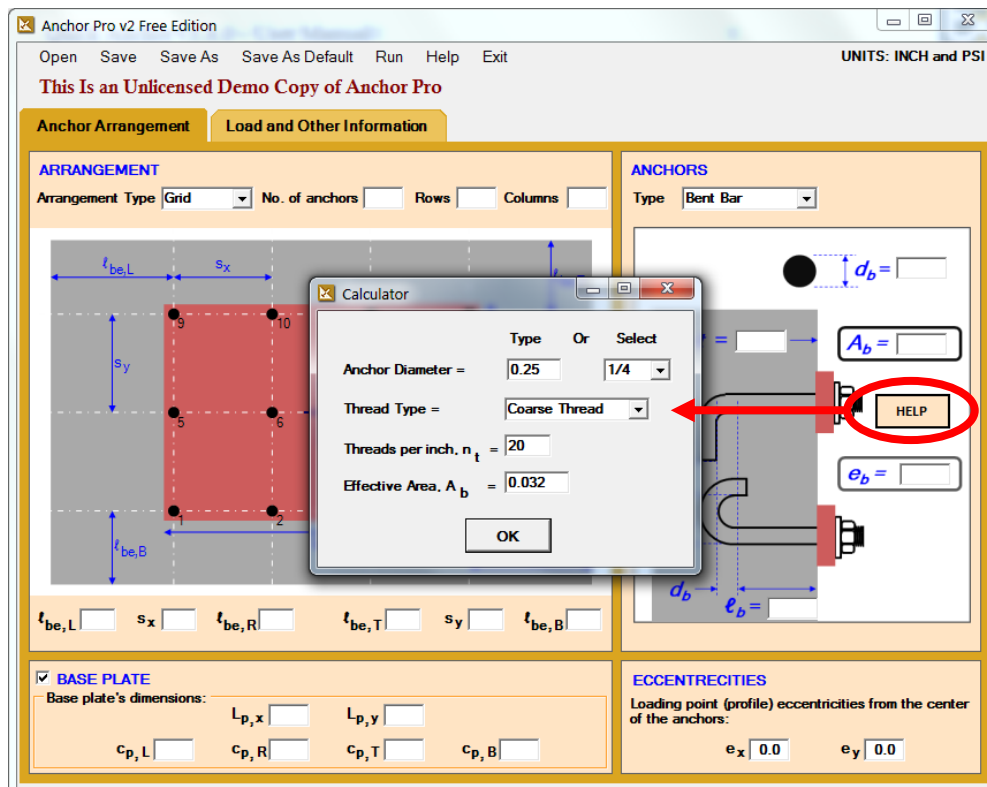 Anchor Pro v2 Free Edition
Open Save Save As Save As Default Run Help Exit UNITS: INCH and PSI
This Is an Unlicensed Demo Copy of Anchor Pro
Anchor Arrangement Load and Other Information
ARRANGEMENT
Arrangement Type Grid No. of anchors Rows Columns
ℓbe,L sx
9 10
sy
5 6
1 2
ℓbe,B
ℓbe,L sx ℓbe,R ℓbe,T sy ℓbe,B
ANCHORS
Type Bent Bar
db =
=
Ab =
HELP
eb =
db
ℓb =
Calculator
Type Or Select
Anchor Diameter = 0.25 1/4
Thread Type = Coarse Thread
Threads per inch, nt = 20
Effective Area, Ab = 0.032
OK
BASE PLATE
Base plate's dimensions:
Lp,x Lp,y
cp,L cp,R cp,T cp,B
ECCENTRECITIES
Loading point (profile) eccentricities from the center
of the anchors:
ex 0.0 ey 0.0